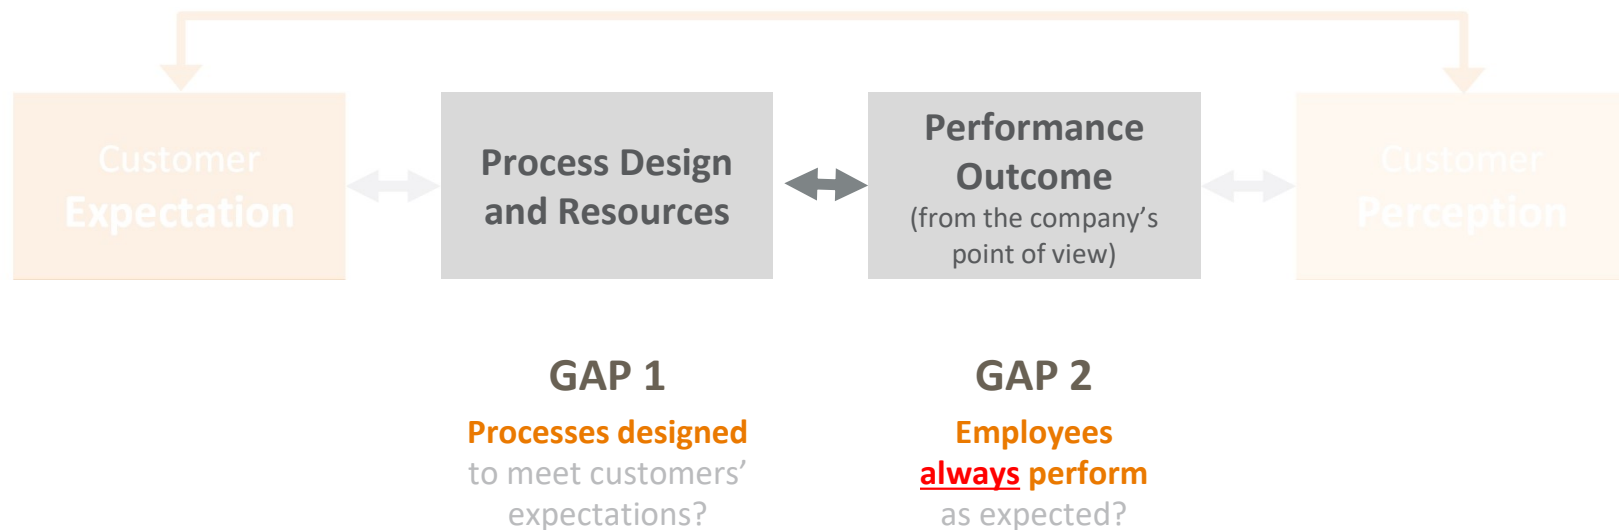 Customer
Expectation
Process Design
and Resources
Performance
Outcome
(from the company’s
point of view)
Customer
Perception
GAP 1
Processes designed
to meet customers’
expectations?
GAP 2
Employees
always perform
as expected?